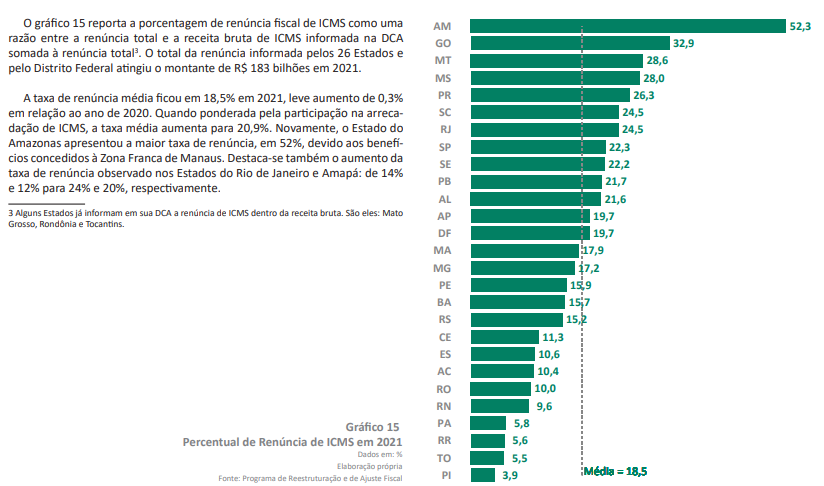 O gráfico 15 reporta a porcentagem de renúncia fiscal de ICMS como uma
razão entre a renúncia total e a receita bruta de ICMS informada na DCA
somada à renúncia total³. O total da renúncia informada pelos 26 Estados e
pelo Distrito Federal atingiu o montante de R$ 183 bilhões em 2021.
A taxa de renúncia média ficou em 18,5% em 2021, leve aumento de 0,3%
em relação ao ano de 2020. Quando ponderada pela participação na arreca-
dação de ICMS, a taxa média aumenta para 20,9%. Novamente, o Estado do
Amazonas apresentou a maior taxa de renúncia, em 52%, devido aos benefí-
cios concedidos à Zona Franca de Manaus. Destaca-se também o aumento da
taxa de renúncia observado nos Estados do Rio de Janeiro e Amapá: de 14%
e 12% para 24% e 20%, respectivamente.
3 Alguns Estados já informam em sua DCA a renúncia de ICMS dentro da receita bruta. São eles: Mato
Grosso, Rondônia e Tocantins.
Gráfico 15
Percentual de Renúncia de ICMS em 2021
Dados em: %
Elaboração própria
Fonte: Programa de Reestruturação e de Ajuste Fiscal
AM 52,3
GO 32,9
MT 28,6
MS 28,0
PR 26,3
SC 24,5
RJ 24,5
SP 22,3
SE 22,2
PB 21,7
AL 21,6
AP 19,7
DF 19,7
MA 17,9
MG 17,2
PE 15,9
BA 15,7
RS 15,2
CE 11,3
ES 10,6
AC 10,4
RO 10,0
RN 9,6
PA 5,8
RR 5,6
TO 5,5
PI 3,9
Média = 18,5